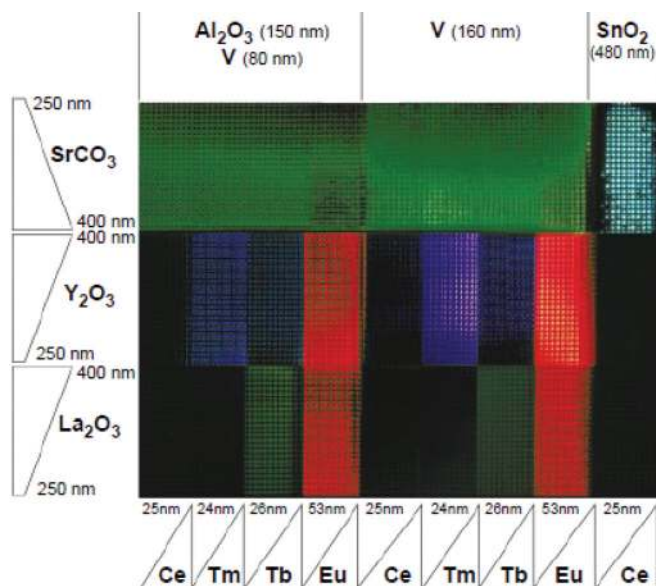 Al₂O₃ (150 nm) V (160 nm) SnO₂
V (80 nm) (480 nm)
250 nm
SrCO₃
400 nm
400 nm
Y₂O₃
250 nm
400 nm
La₂O₃
250 nm
25nm 24nm 26nm 53nm 25nm 24nm 26nm 53nm 25nm
Ce Tm Tb Eu Ce Tm Tb Eu Ce